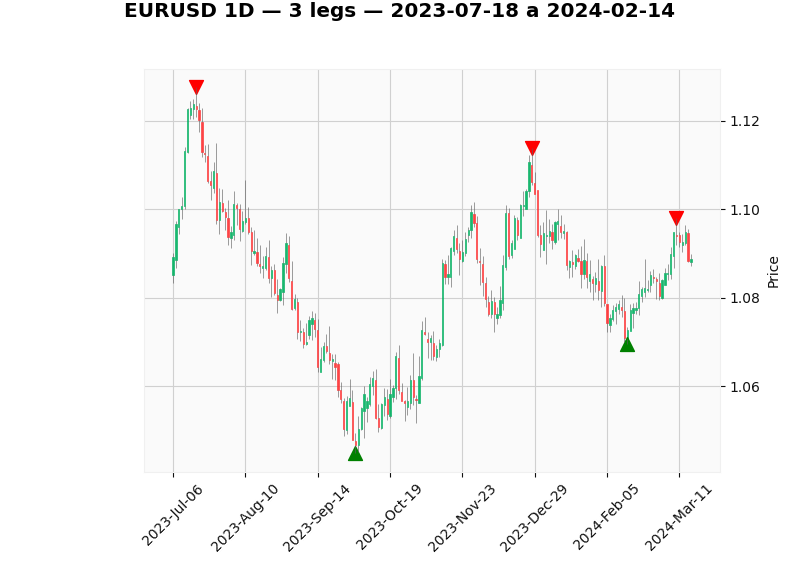 EURUSD 1D — 3 legs — 2023-07-18 a 2024-02-14
1.12
1.10
1.08
1.06
Price
2023-Jul-06
2023-Aug-10
2023-Sep-14
2023-Oct-19
2023-Nov-23
2023-Dec-29
2024-Feb-05
2024-Mar-11